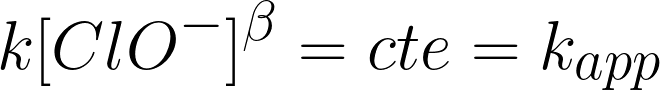 k[ClO⁻]^β = cte = k_app